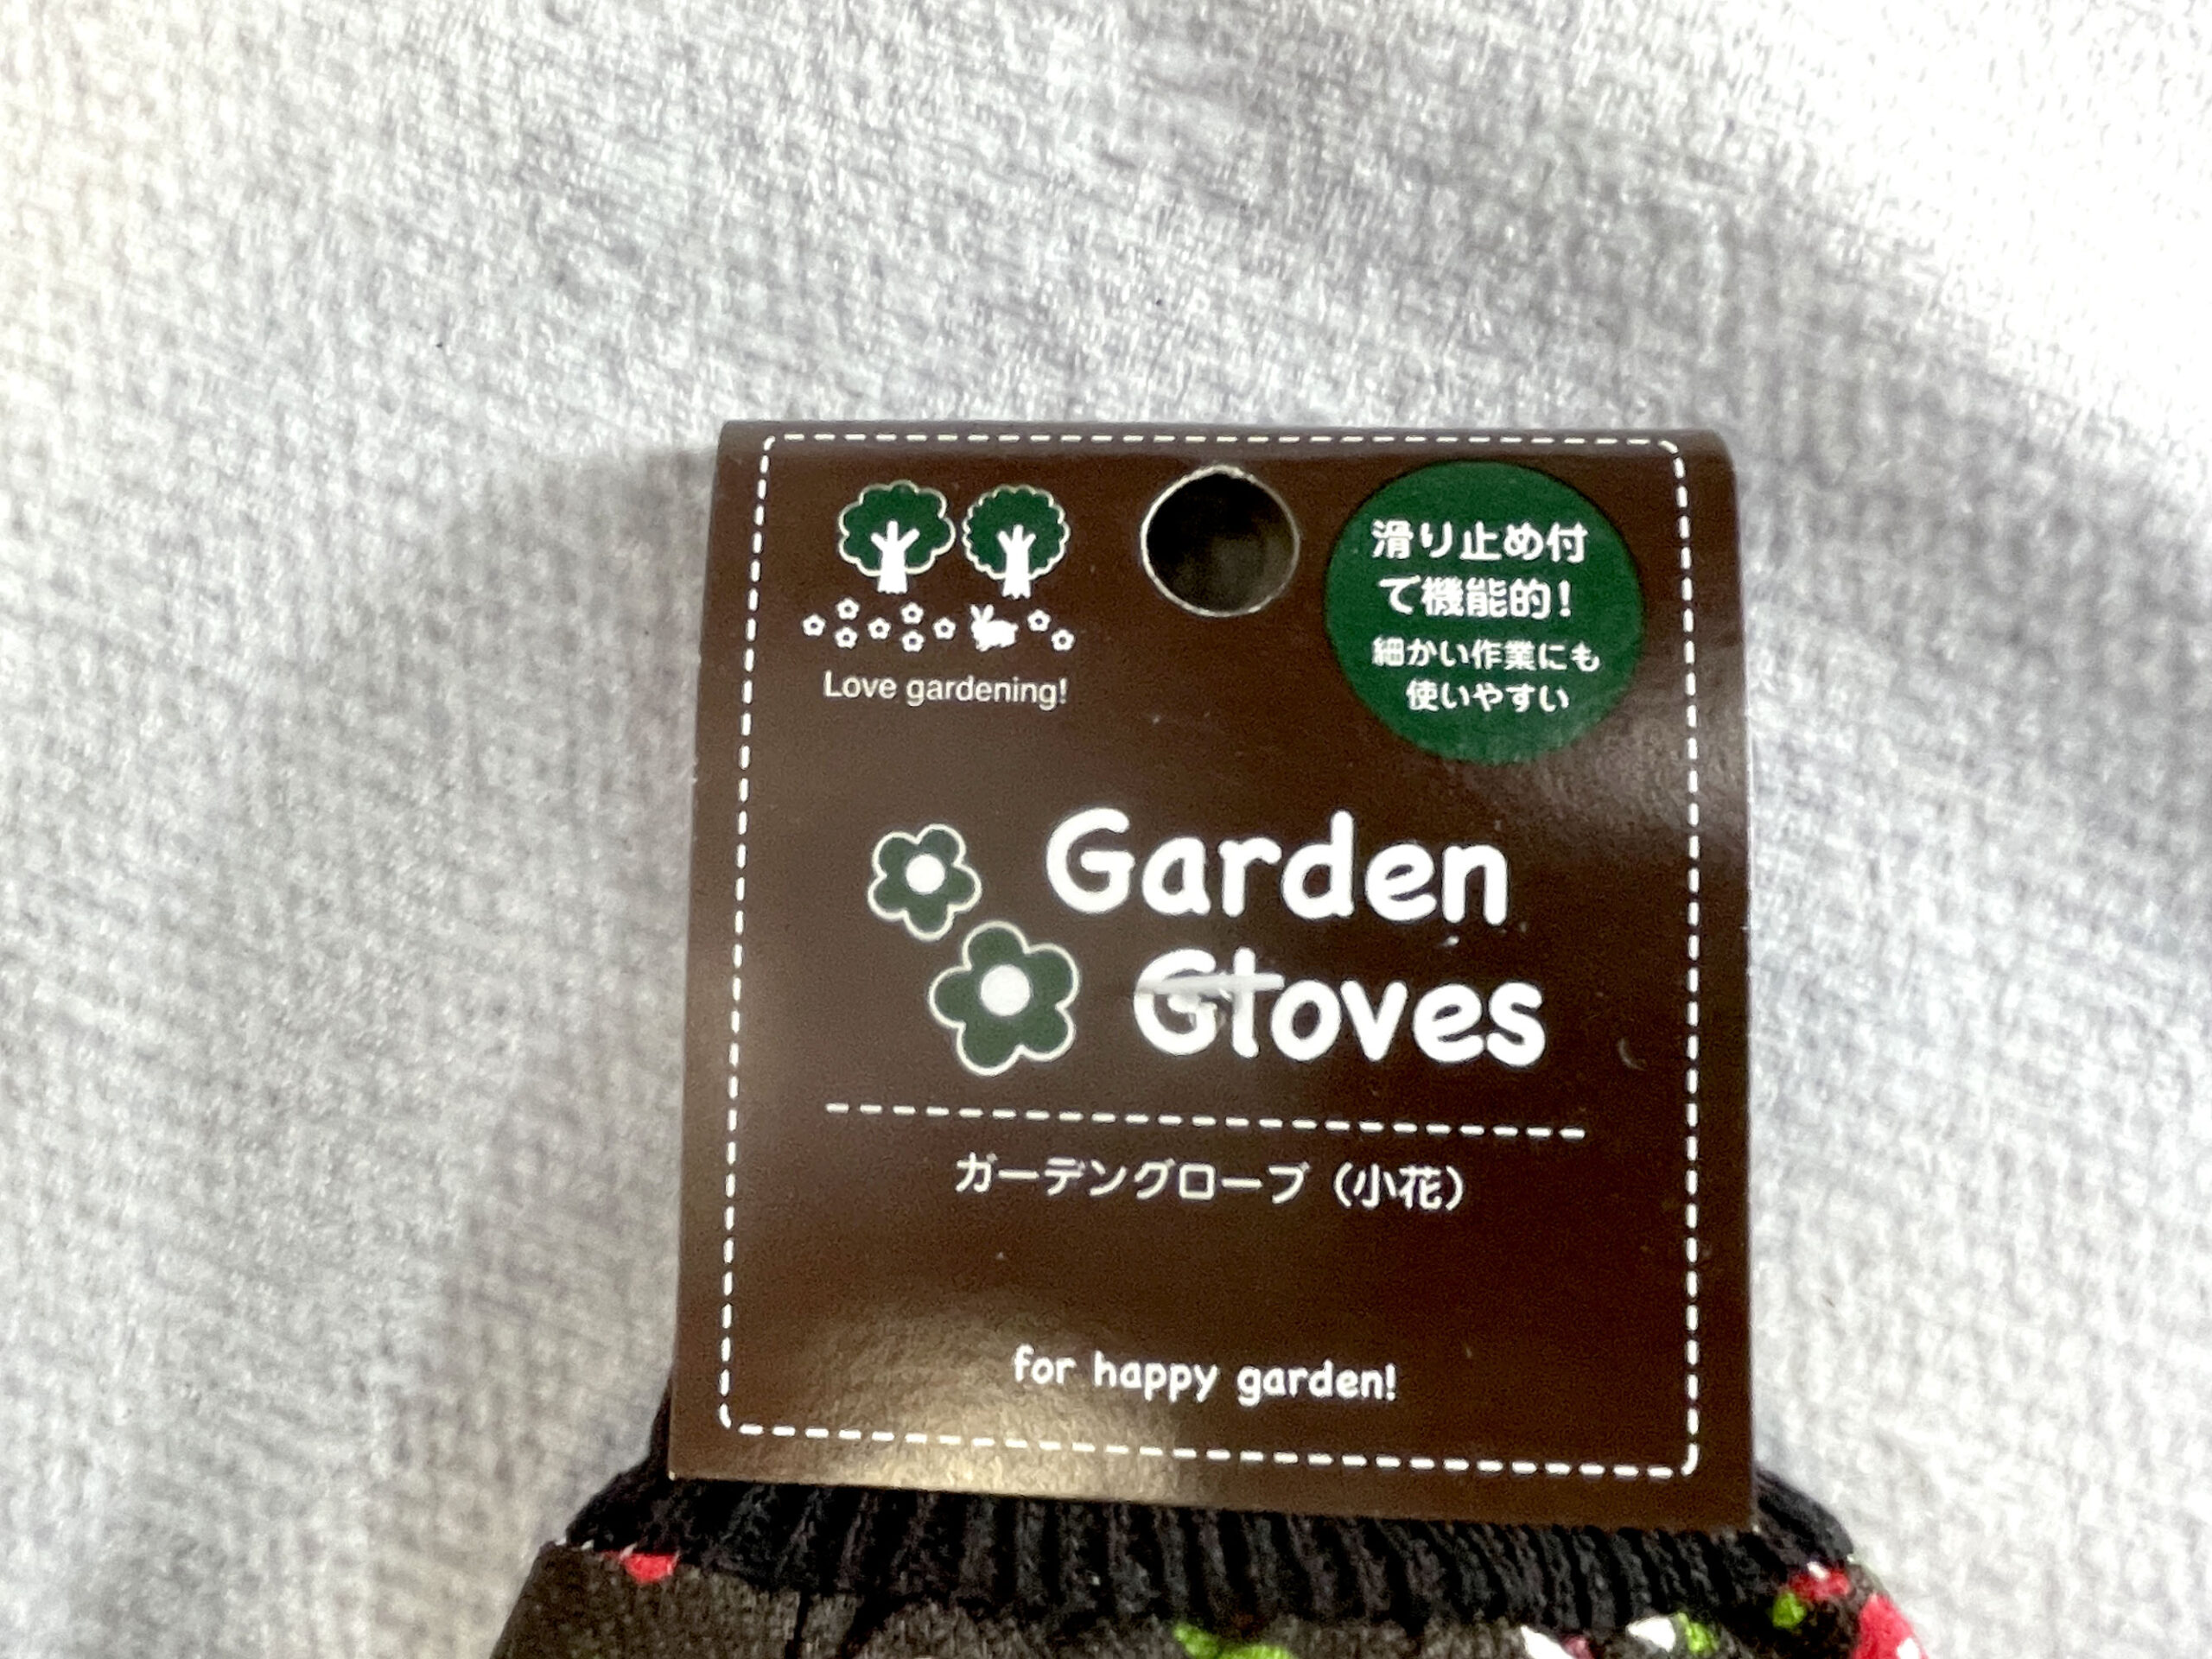 Love gardening!
滑り止め付
で機能的!
細かい作業にも
使いやすい
Garden
Gloves
ガーデングローブ(小花)
for happy garden!